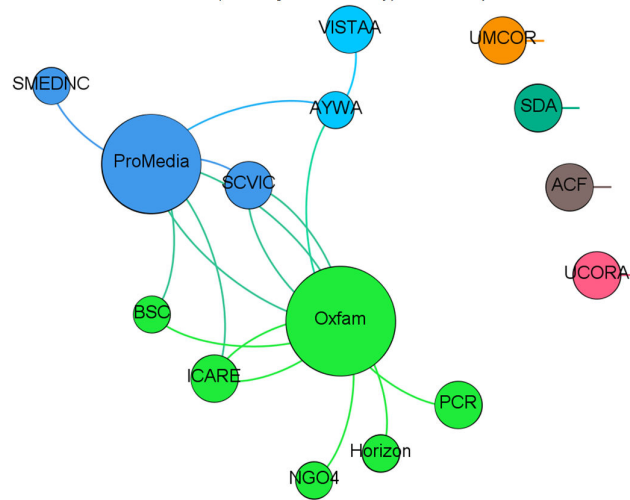 VISTAA
UMCOR
SMEDNC
AYWA
SDA
ProMedia
SCVIC
ACF
UCORA
BSC
Oxfam
ICARE
PCR
Horizon
NGO4